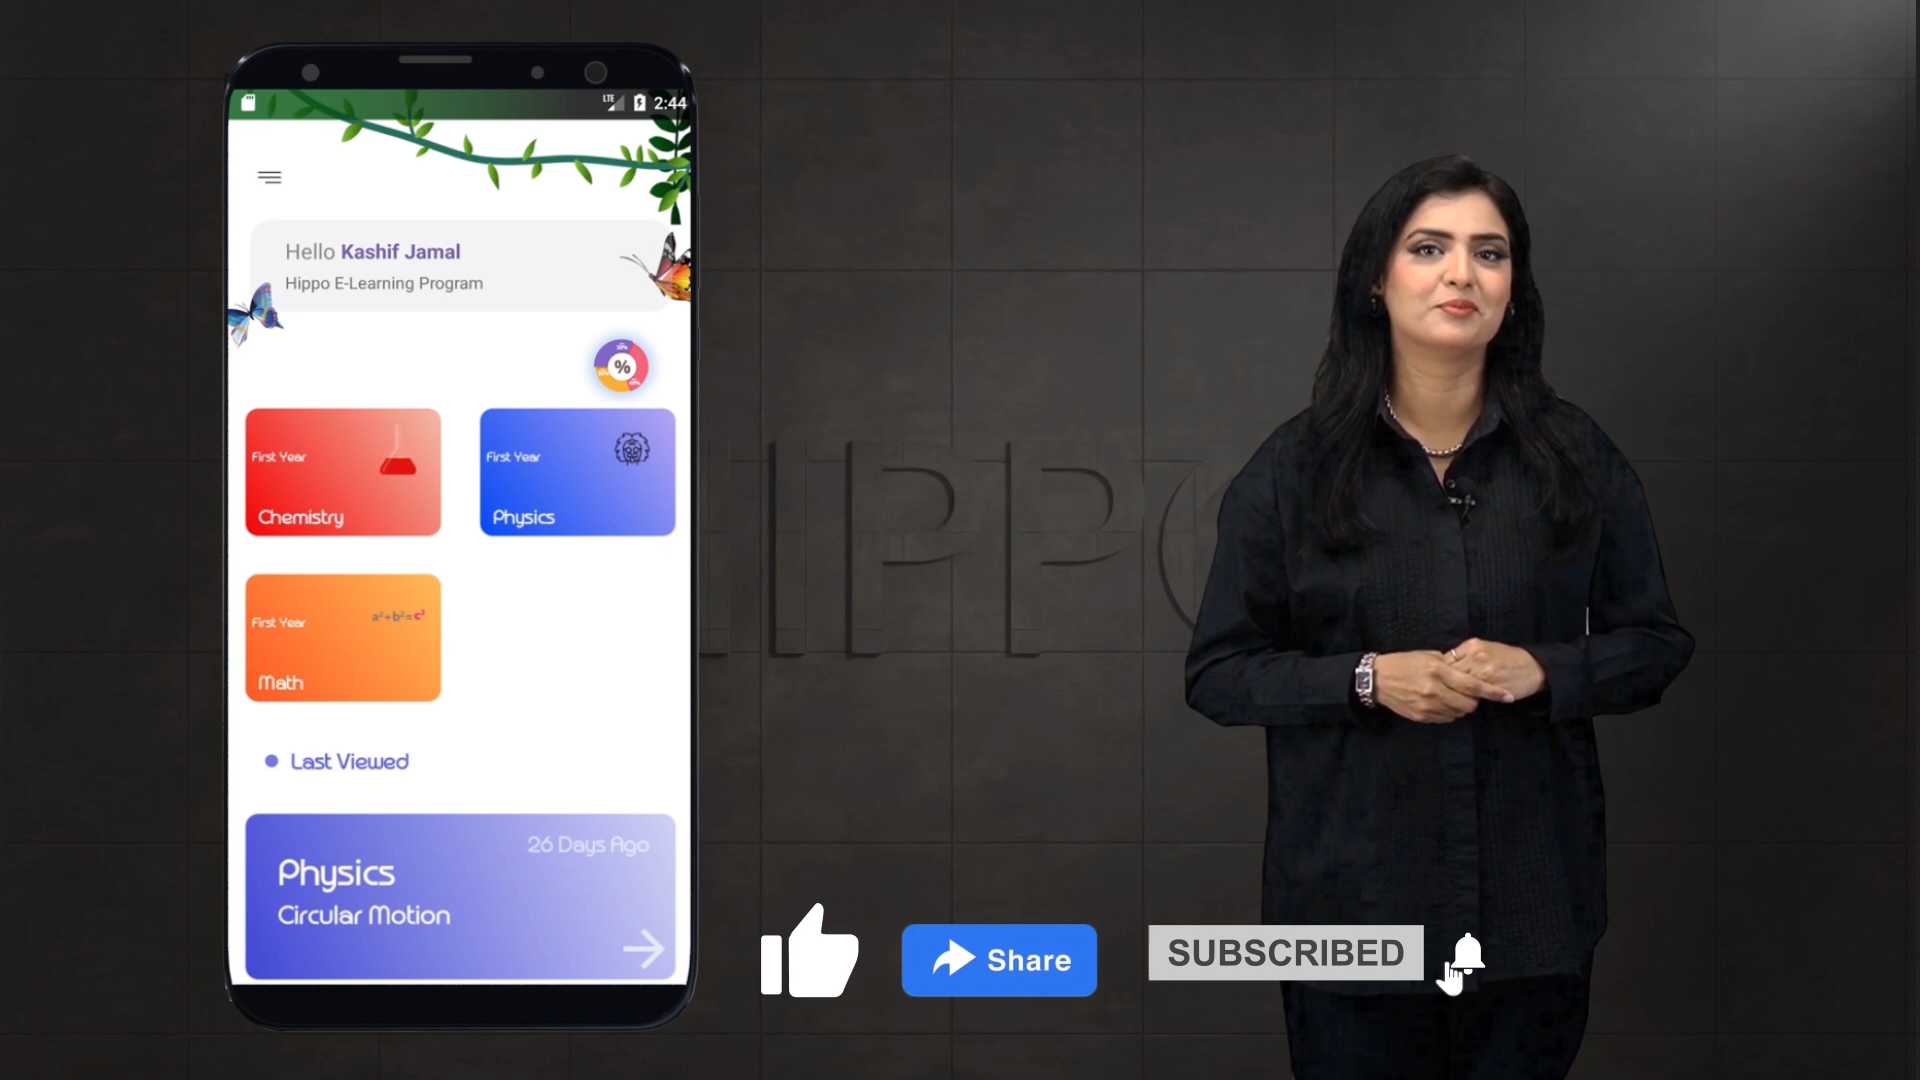 LTE 2:44
Hello Kashif Jamal
Hippo E-Learning Program
%
First Year
Chemistry
First Year
Physics
First Year
a²+b²=c²
Math
Last Viewed
26 Days Ago
Physics
Circular Motion
HIPPO
Share
SUBSCRIBED